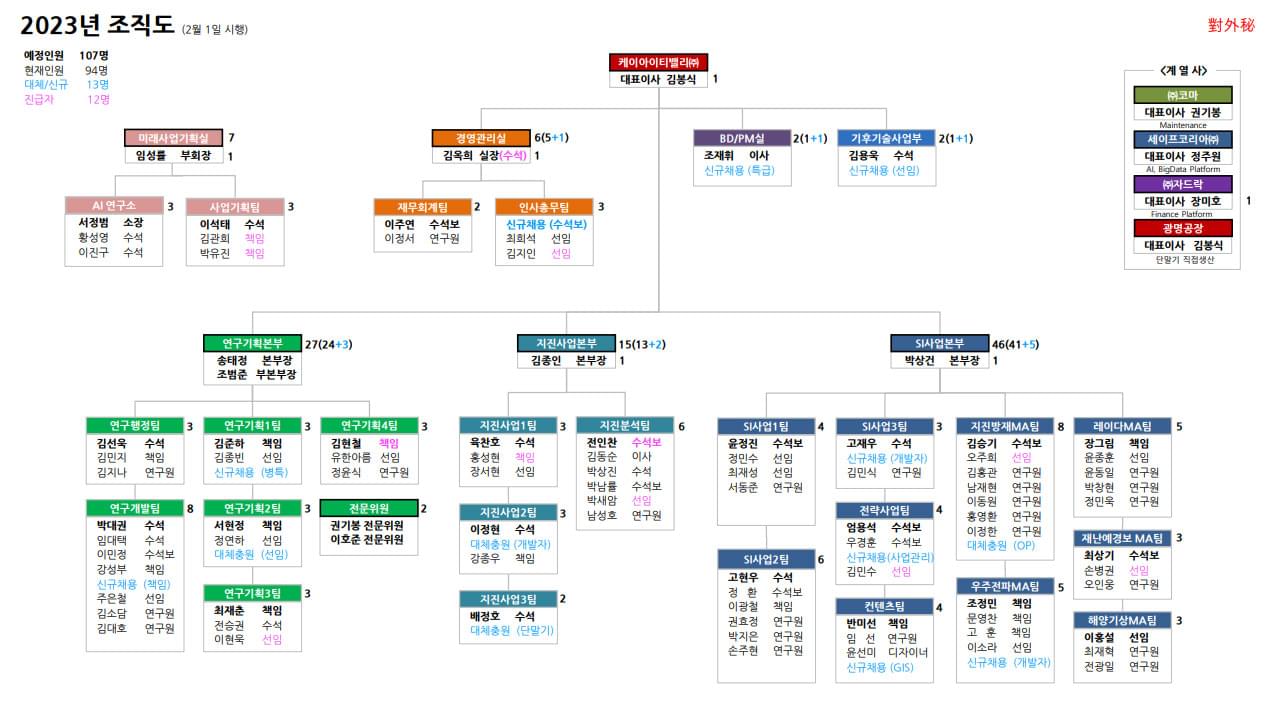 2023년 조직도 (2월 1일 시행)
對外秘
예정인원 107명
현재인원 94명
대체/신규 13명
진급자 12명
케이아이티밸리㈜
대표이사 김봉식 1
<계 열 사>
㈜코마
대표이사 권기봉
Maintenance
세이프코리아㈜
대표이사 정주원
AI, BigData Platform
㈜자드락
대표이사 장미호 1
Finance Platform
광명공장
대표이사 김봉식
단말기 직접생산
미래사업기획실 7
임성률 부회장 1
AI 연구소 3
서정범 소장
황성영 수석
이진구 수석
사업기획팀 3
이석태 수석
김관희 책임
박유진 책임
경영관리실 6(5+1)
김옥희 실장(수석) 1
재무회계팀 2
이주연 수석보
이정서 연구원
인사총무팀 3
신규채용 (수석보)
최희석 선임
김지인 선임
BD/PM실 2(1+1)
조재휘 이사
신규채용 (특급)
기후기술사업부 2(1+1)
김용욱 수석
신규채용 (선임)
연구기획본부 27(24+3)
송태정 본부장
조범준 부본부장
연구행정팀 3
김선욱 수석
김민지 책임
김지나 연구원
연구개발팀 8
박대권 수석
임대택 수석
이민정 수석보
강성부 책임
신규채용 (책임)
주은철 선임
김소담 연구원
김대호 연구원
연구기획1팀 3
김준하 책임
김종빈 선임
신규채용 (병특)
연구기획2팀 3
서현정 책임
정연하 선임
대체충원 (선임)
연구기획3팀 3
최재춘 책임
전승권 수석
이현욱 선임
연구기획4팀 3
김현철 책임
유한아름 선임
정윤식 연구원
전문위원 2
권기봉 전문위원
이호준 전문위원
지진사업본부 15(13+2)
김종인 본부장 1
지진사업1팀 3
육찬호 수석
홍성현 책임
장서현 선임
지진사업2팀 3
이정현 수석
대체충원 (개발자)
강종우 책임
지진사업3팀 2
배정호 수석
대체충원 (단말기)
지진분석팀 6
전인찬 수석보
김동순 이사
박상진 수석
박남률 수석보
박새암 선임
남성호 연구원
SI사업본부 46(41+5)
박상건 본부장 1
SI사업1팀 4
윤정진 수석보
정민수 선임
최재성 선임
서동준 연구원
SI사업2팀 6
고현우 수석
정 환 수석보
이광철 책임
권효정 연구원
박지은 연구원
손주현 연구원
SI사업3팀 3
고재우 수석
신규채용 (개발자)
김민식 연구원
전략사업팀 4
엄용석 수석보
우경훈 수석보
신규채용(사업관리)
김민수 선임
컨텐츠팀 4
반미선 책임
임 선 연구원
윤선미 디자이너
신규채용 (GIS)
지진방재MA팀 8
김승기 수석보
오주희 선임
김홍관 연구원
남재현 연구원
이동원 연구원
홍영환 연구원
이정한 연구원
대체충원 (OP)
우주전파MA팀 5
조정민 책임
문영찬 책임
고 훈 책임
이소라 선임
신규채용 (개발자)
레이다MA팀 5
장그림 책임
윤종훈 선임
윤동일 연구원
박창현 연구원
정민욱 연구원
재난예경보 MA팀 3
최상기 수석보
손병권 선임
오인웅 연구원
해양기상MA팀 3
이홍설 선임
최재혁 연구원
전광일 연구원